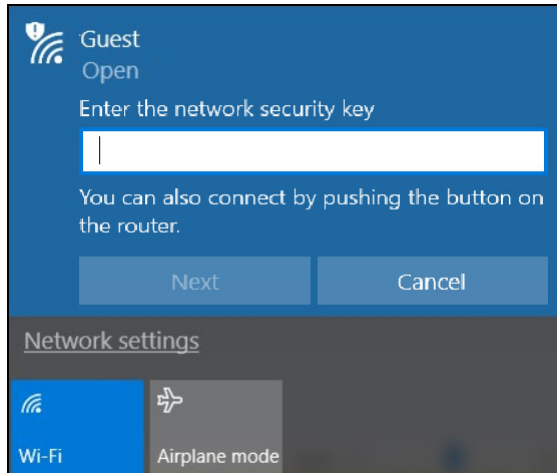 Guest
Open
Enter the network security key
You can also connect by pushing the button on
the router.
Next
Cancel
Network settings
Wi-Fi
Airplane mode